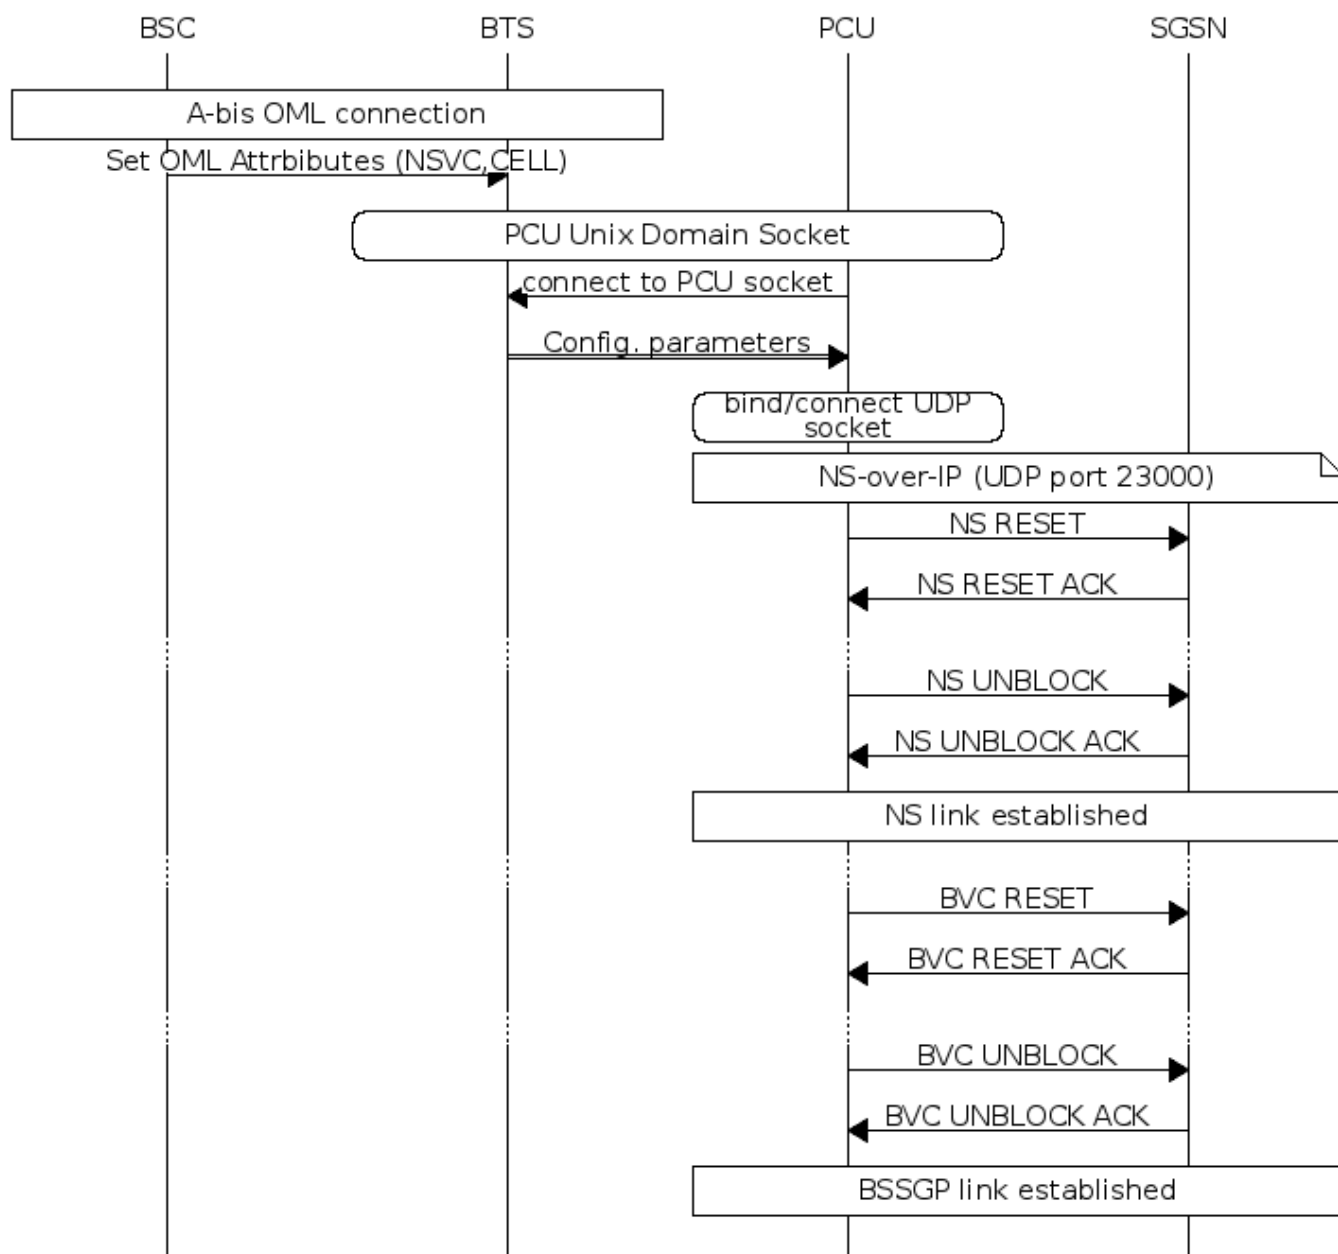 BSC BTS PCU SGSN
A-bis OML connection
Set OML Attrbibutes (NSVC,CELL)
PCU Unix Domain Socket
connect to PCU socket
Config. parameters
bind/connect UDP
socket
NS-over-IP (UDP port 23000)
NS RESET
NS RESET ACK
NS UNBLOCK
NS UNBLOCK ACK
NS link established
BVC RESET
BVC RESET ACK
BVC UNBLOCK
BVC UNBLOCK ACK
BSSGP link established